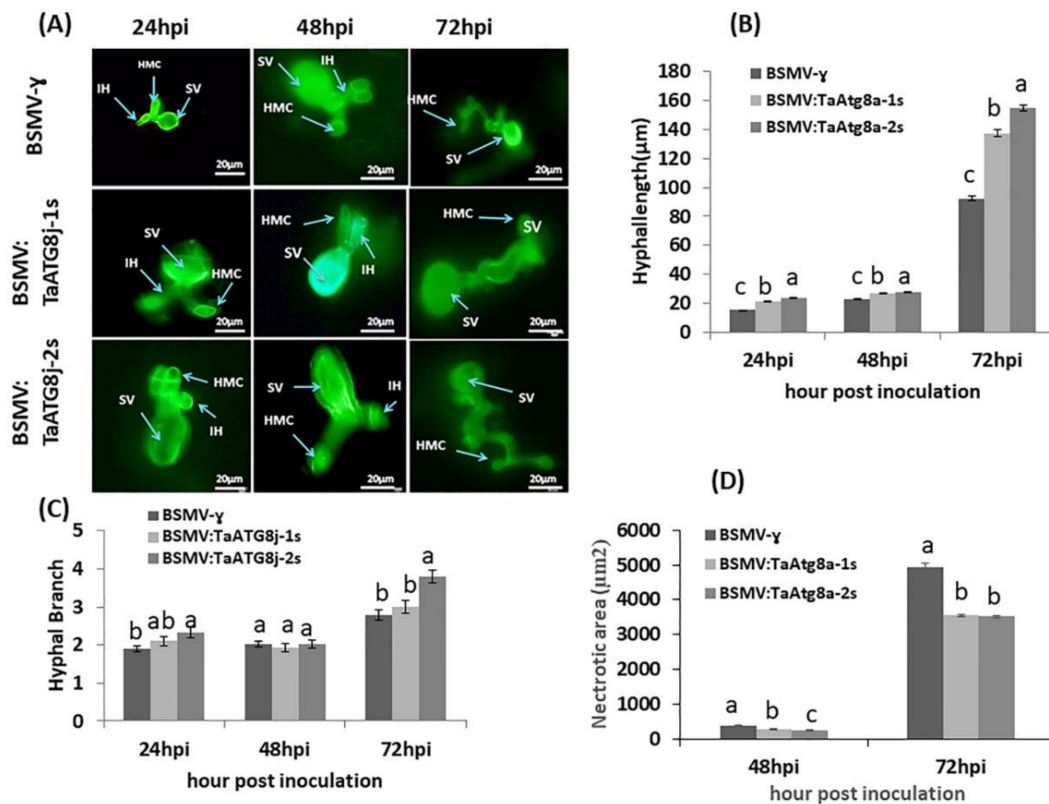 (A)
24hpi
48hpi
72hpi
BSMV-ɣ
IH
HMC
SV
20μm
SV
IH
HMC
20μm
HMC
SV
20μm
BSMV:
TaATG8j-1s
SV
IH
HMC
20μm
HMC
SV
IH
20μm
HMC
SV
SV
20μm
BSMV:
TaATG8j-2s
SV
HMC
IH
20μm
SV
HMC
IH
20μm
SV
HMC
20μm
(B)
BSMV-ɣ
BSMV:TaAtg8a-1s
BSMV:TaAtg8a-2s
Hyphallength(μm)
180
160
140
120
100
80
60
40
20
0
c b a
c b a
c b a
24hpi 48hpi 72hpi
hour post inoculation
(C)
BSMV-ɣ
BSMV:TaATG8j-1s
BSMV:TaATG8j-2s
Hyphal Branch
5
4
3
2
1
0
b ab a
a a a
b b a
24hpi 48hpi 72hpi
hour post inoculation
(D)
BSMV-ɣ
BSMV:TaAtg8a-1s
BSMV:TaAtg8a-2s
Nectrotic area (μm2)
6000
5000
4000
3000
2000
1000
0
a b c
a b b
48hpi 72hpi
hour post inoculation